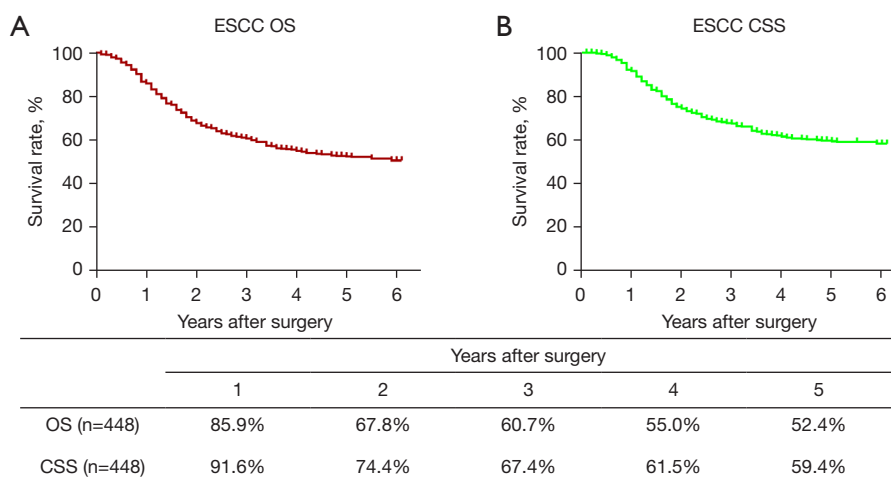 A
ESCC OS
100
80
60
40
20
0
Survival rate, %
0 1 2 3 4 5 6
Years after surgery
B
ESCC CSS
100
80
60
40
20
0
Survival rate, %
0 1 2 3 4 5 6
Years after surgery
Years after surgery
1 2 3 4 5
OS (n=448) 85.9% 67.8% 60.7% 55.0% 52.4%
CSS (n=448) 91.6% 74.4% 67.4% 61.5% 59.4%